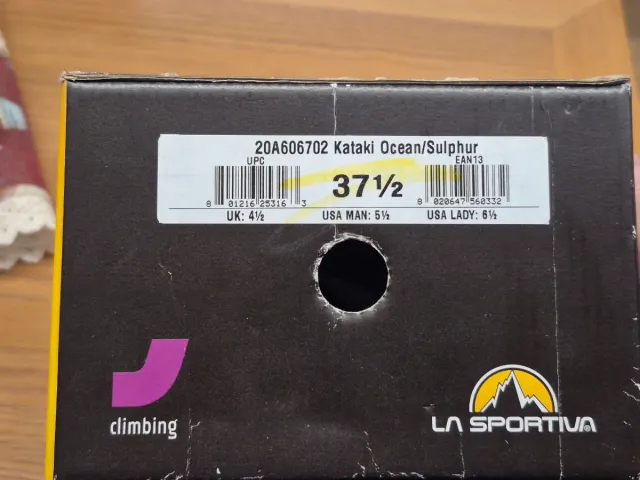 20A606702 Kataki Ocean/Sulphur
UPC EAN13
37½
8 01216 25316 3
8 020647 560332
UK: 4½ USA MAN: 5½ USA LADY: 6½
climbing
LA SPORTIVA